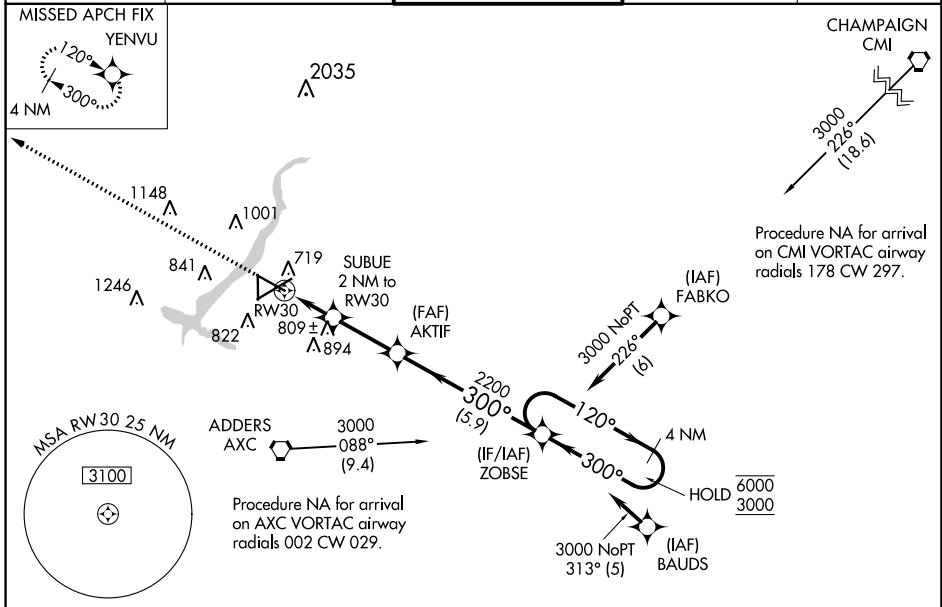 MISSED APCH FIX
YENVU
120°
300°
4 NM
2035
CHAMPAIGN
CMI
3000
226°
(18.6)
Procedure NA for arrival
on CMI VORTAC airway
radials 178 CW 297.
1148
1001
841
719
1246
822
RW30
809 ±
894
SUBUE
2 NM to
RW30
(FAF)
AKTIF
(IAF)
FABKO
3000 NoPT
226°
(6)
2200
300°
(5.9)
120°
4 NM
300°
(IF/IAF)
ZOBSE
HOLD
6000
3000
3000 NoPT
313° (5)
(IAF)
BAUDS
MSA RW30 25 NM
3100
ADDERS
AXC
3000
088°
(9.4)
Procedure NA for arrival
on AXC VORTAC airway
radials 002 CW 029.